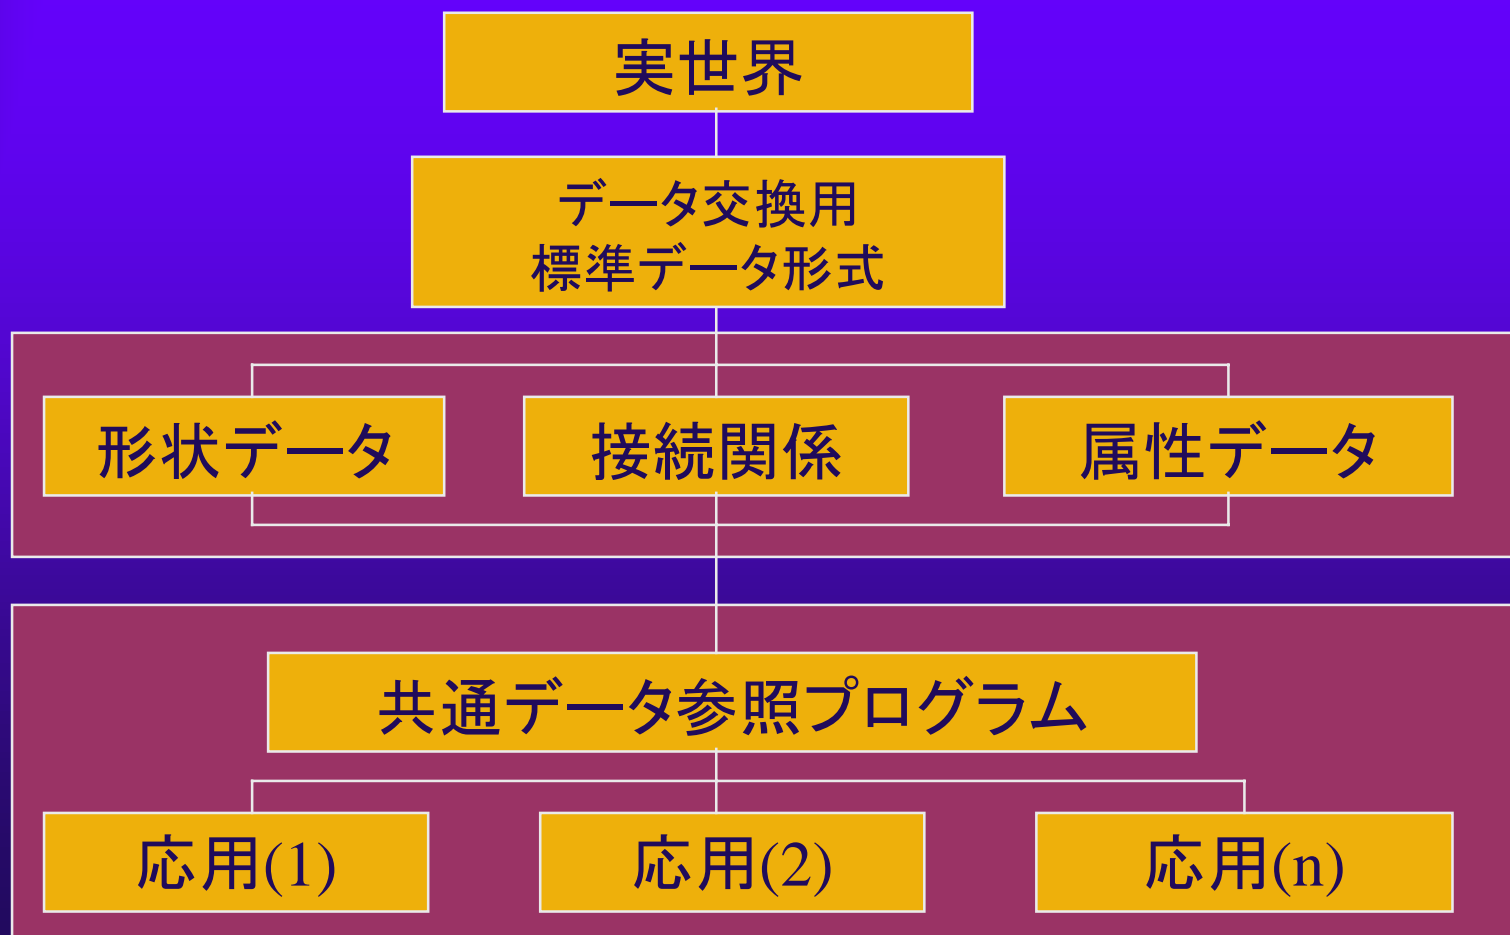 実世界
データ交換用
標準データ形式
形状データ
接続関係
属性データ
共通データ参照プログラム
応用(1)
応用(2)
応用(n)